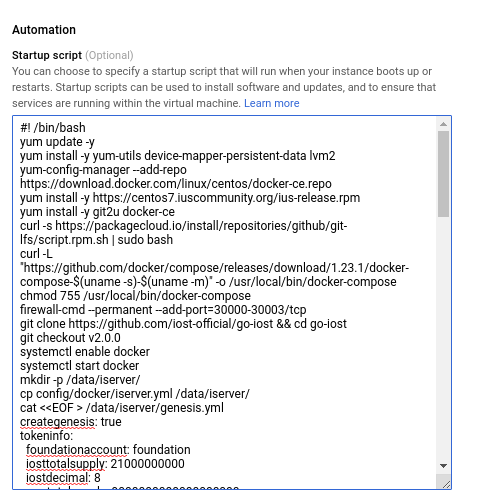 Automation
Startup script (Optional)
You can choose to specify a startup script that will run when your instance boots up or
restarts. Startup scripts can be used to install software and updates, and to ensure that
services are running within the virtual machine. Learn more
#! /bin/bash
yum update -y
yum install -y yum-utils device-mapper-persistent-data lvm2
yum-config-manager --add-repo
https://download.docker.com/linux/centos/docker-ce.repo
yum install -y https://centos7.iuscommunity.org/ius-release.rpm
yum install -y git2u docker-ce
curl -s https://packagecloud.io/install/repositories/github/git-
lfs/script.rpm.sh | sudo bash
curl -L
"https://github.com/docker/compose/releases/download/1.23.1/docker-
compose-$(uname -s)-$(uname -m)" -o /usr/local/bin/docker-compose
chmod 755 /usr/local/bin/docker-compose
firewall-cmd --permanent --add-port=30000-30003/tcp
git clone https://github.com/iost-official/go-iost && cd go-iost
git checkout v2.0.0
systemctl enable docker
systemctl start docker
mkdir -p /data/iserver/
cp config/docker/iserver.yml /data/iserver/
cat <<EOF > /data/iserver/genesis.yml
creategenesis: true
tokeninfo:
foundationaccount: foundation
iosttotalsupply: 21000000000
iostdecimal: 8